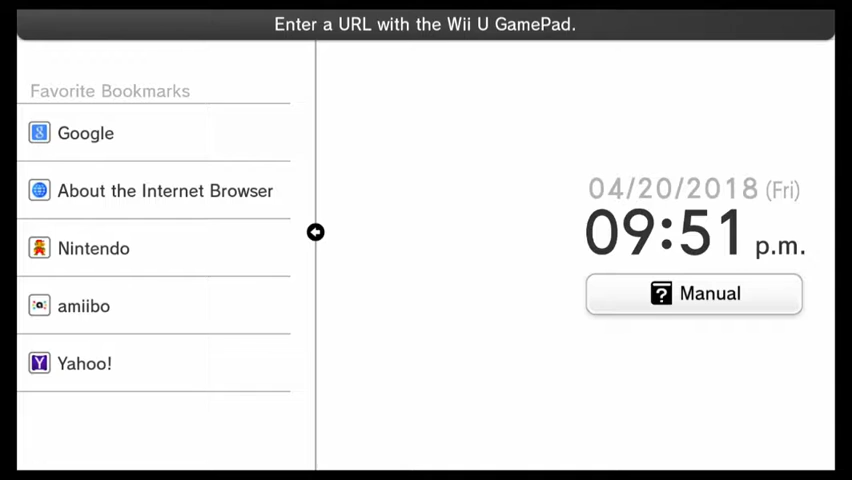 Enter a URL with the Wii U GamePad.
Favorite Bookmarks
Google
About the Internet Browser
Nintendo
amiibo
Yahoo!
04/20/2018 (Fri)
09:51 p.m.
Manual